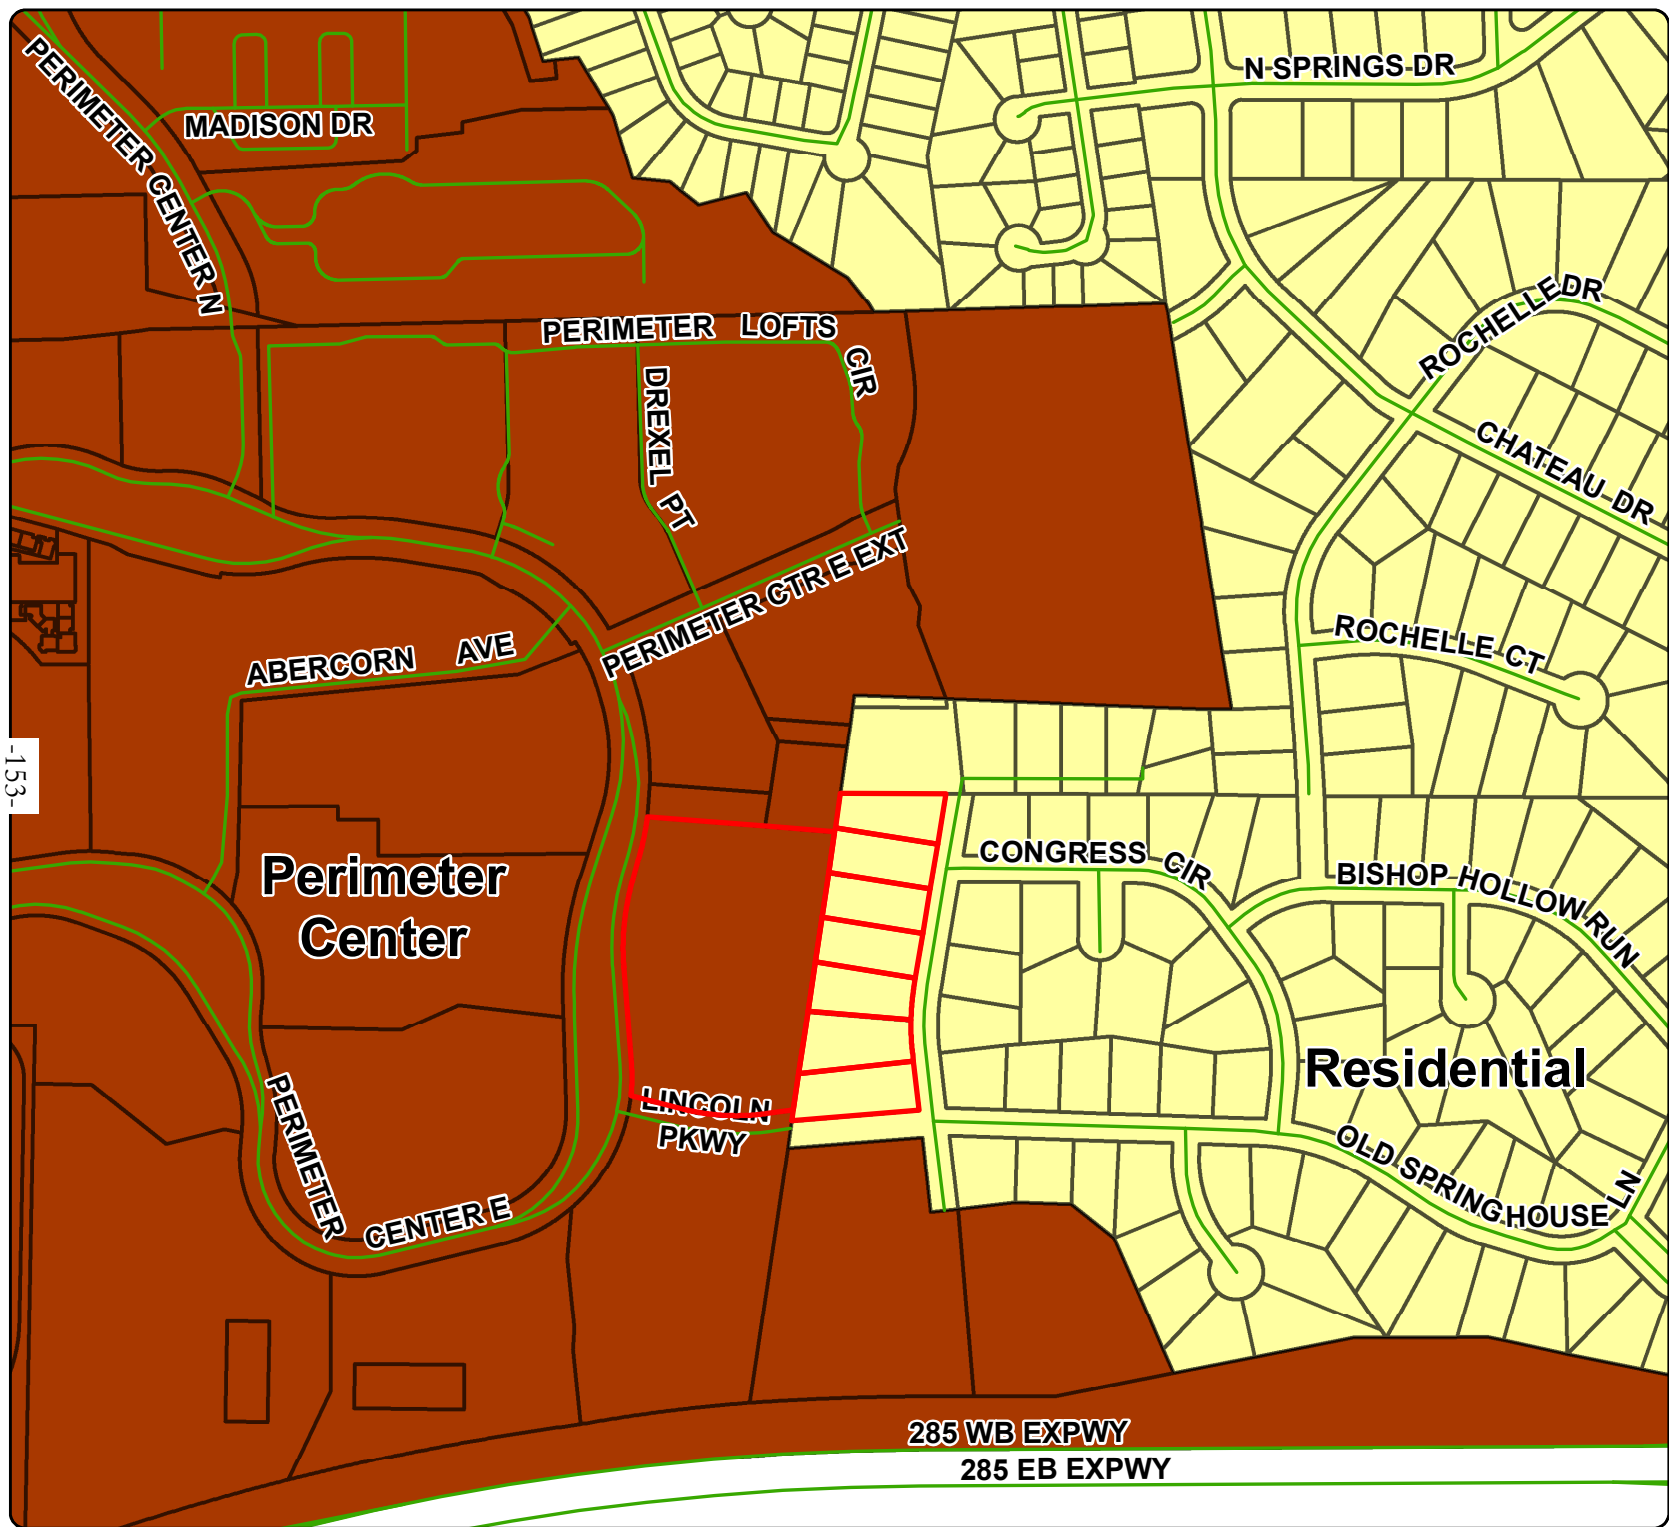 N SPRINGS DR
PERIMETER CENTER N
MADISON DR
ROCHELLE DR
PERIMETER LOFTS CIR
DREXEL PT
CHATEAU DR
PERIMETER CTR E EXT
ROCHELLE CT
ABERCORN AVE
-153-
CONGRESS CIR
BISHOP HOLLOW RUN
Perimeter
Center
Residential
LINCOLN
PKWY
PERIMETER CENTER E
OLD SPRING HOUSE LN
285 WB EXPWY
285 EB EXPWY